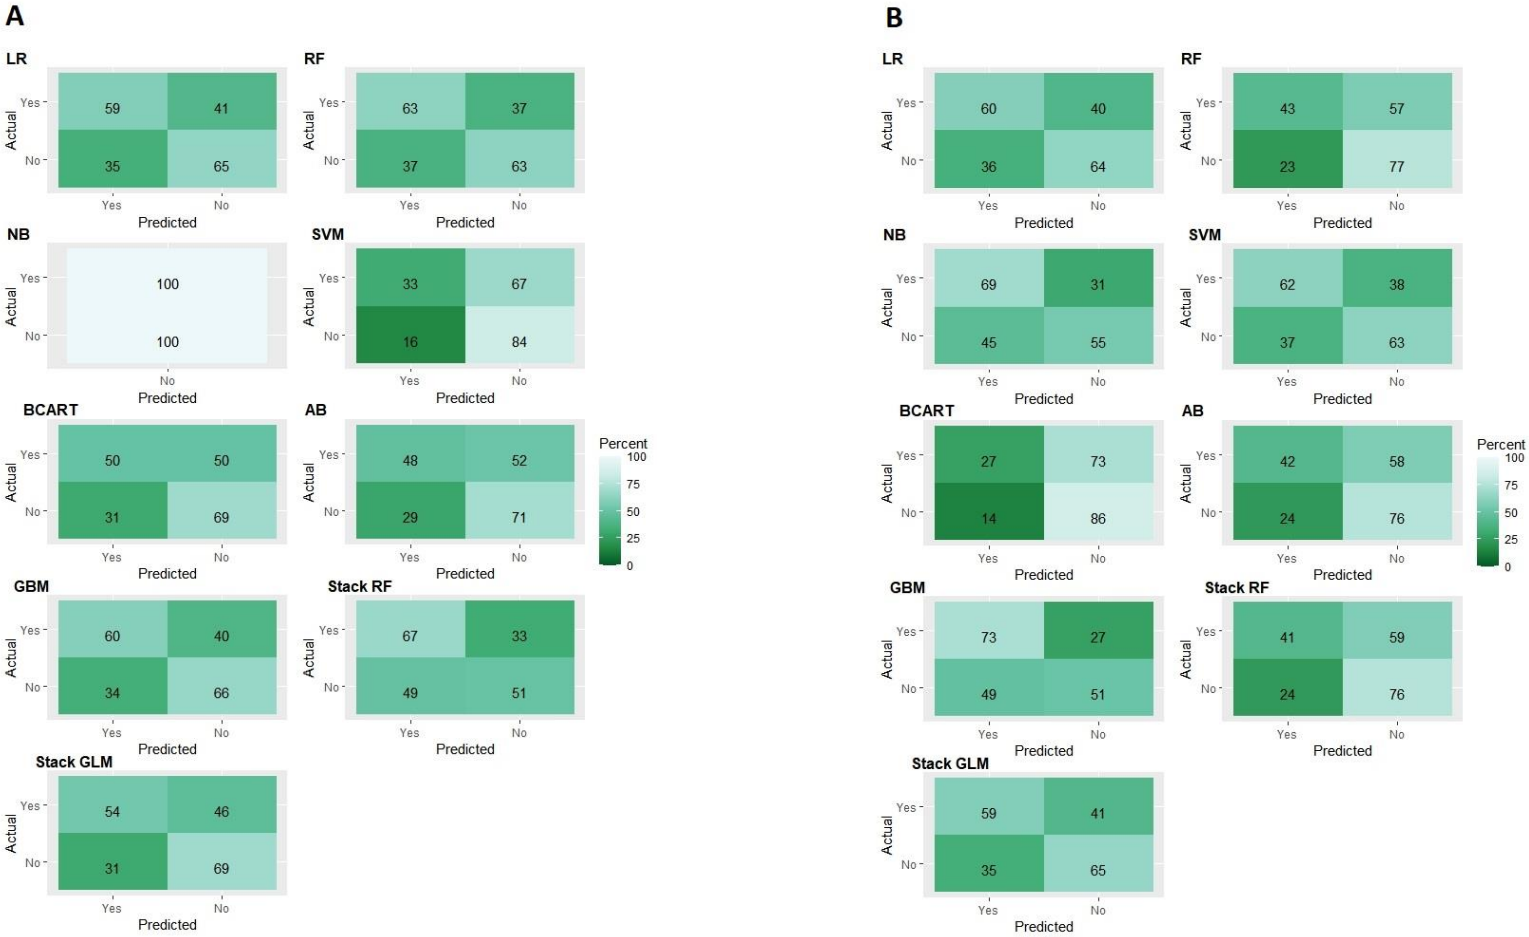 A
LR
Yes
59
41
Actual
No
35
65
Yes
No
Predicted
RF
Yes
63
37
Actual
No
37
63
Yes
No
Predicted
NB
Yes
100
Actual
No
100
No
Predicted
SVM
Yes
33
67
Actual
No
16
84
Yes
No
Predicted
BCART
Yes
50
50
Actual
No
31
69
Yes
No
Predicted
AB
Yes
48
52
Actual
No
29
71
Yes
No
Predicted
GBM
Yes
60
40
Actual
No
34
66
Yes
No
Predicted
Stack RF
Yes
67
33
Actual
No
49
51
Yes
No
Predicted
Stack GLM
Yes
54
46
Actual
No
31
69
Yes
No
Predicted
Percent
100
75
50
25
0
B
LR
Yes
60
40
Actual
No
36
64
Yes
No
Predicted
RF
Yes
43
57
Actual
No
23
77
Yes
No
Predicted
NB
Yes
69
31
Actual
No
45
55
Yes
No
Predicted
SVM
Yes
62
38
Actual
No
37
63
Yes
No
Predicted
BCART
Yes
27
73
Actual
No
14
86
Yes
No
Predicted
AB
Yes
42
58
Actual
No
24
76
Yes
No
Predicted
GBM
Yes
73
27
Actual
No
49
51
Yes
No
Predicted
Stack RF
Yes
41
59
Actual
No
24
76
Yes
No
Predicted
Stack GLM
Yes
59
41
Actual
No
35
65
Yes
No
Predicted
Percent
100
75
50
25
0